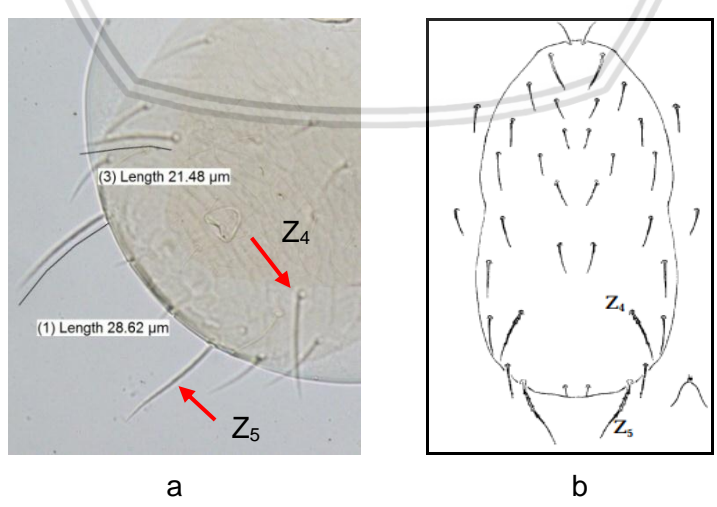 (3) Length 21.48 µm
Z₄
(1) Length 28.62 µm
Z₅
Z₄
Z₅
a
b